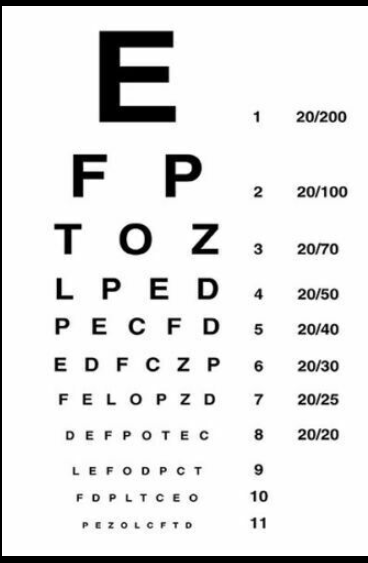 E 1 20/200
F P 2 20/100
T O Z 3 20/70
L P E D 4 20/50
P E C F D 5 20/40
E D F C Z P 6 20/30
F E L O P Z D 7 20/25
D E F P O T E C 8 20/20
L E F O D P C T 9
F D P L T C E O 10
P E Z O L C F T D 11